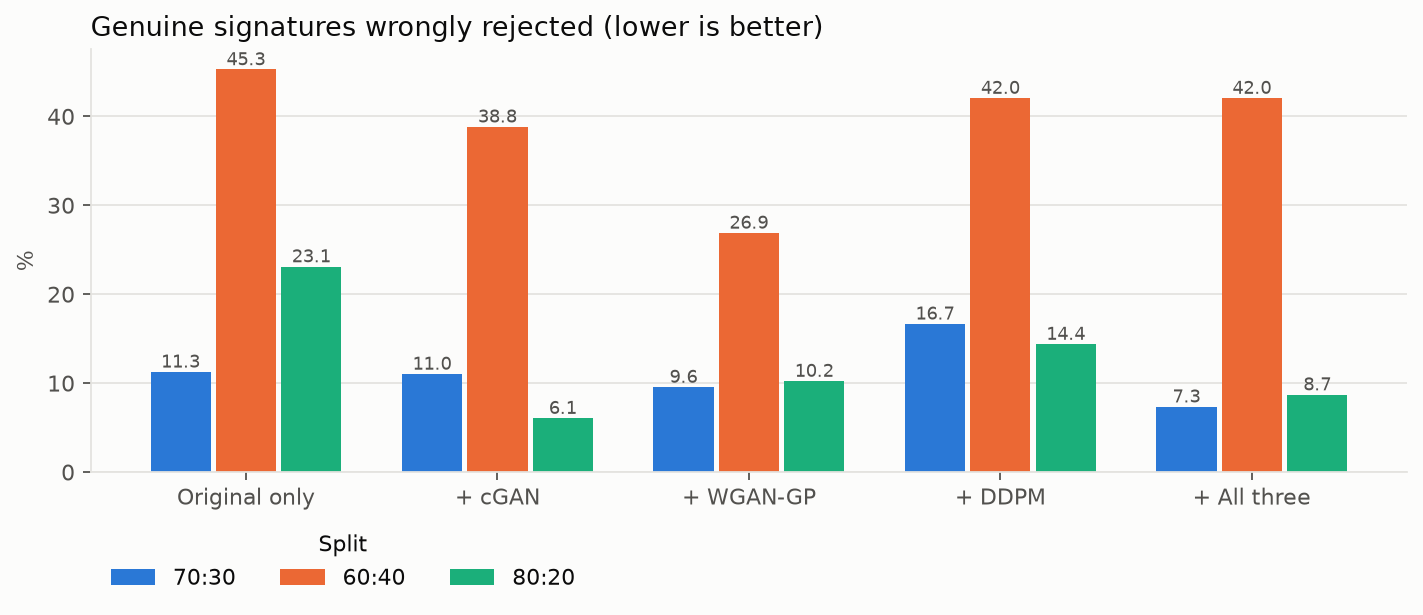 Genuine signatures wrongly rejected (lower is better)
%
40
30
20
10
0
45.3
38.8
26.9
42.0
42.0
23.1
11.3
11.0
6.1
9.6
10.2
16.7
14.4
7.3
8.7
Original only
+ cGAN
+ WGAN-GP
+ DDPM
+ All three
Split
70:30 60:40 80:20